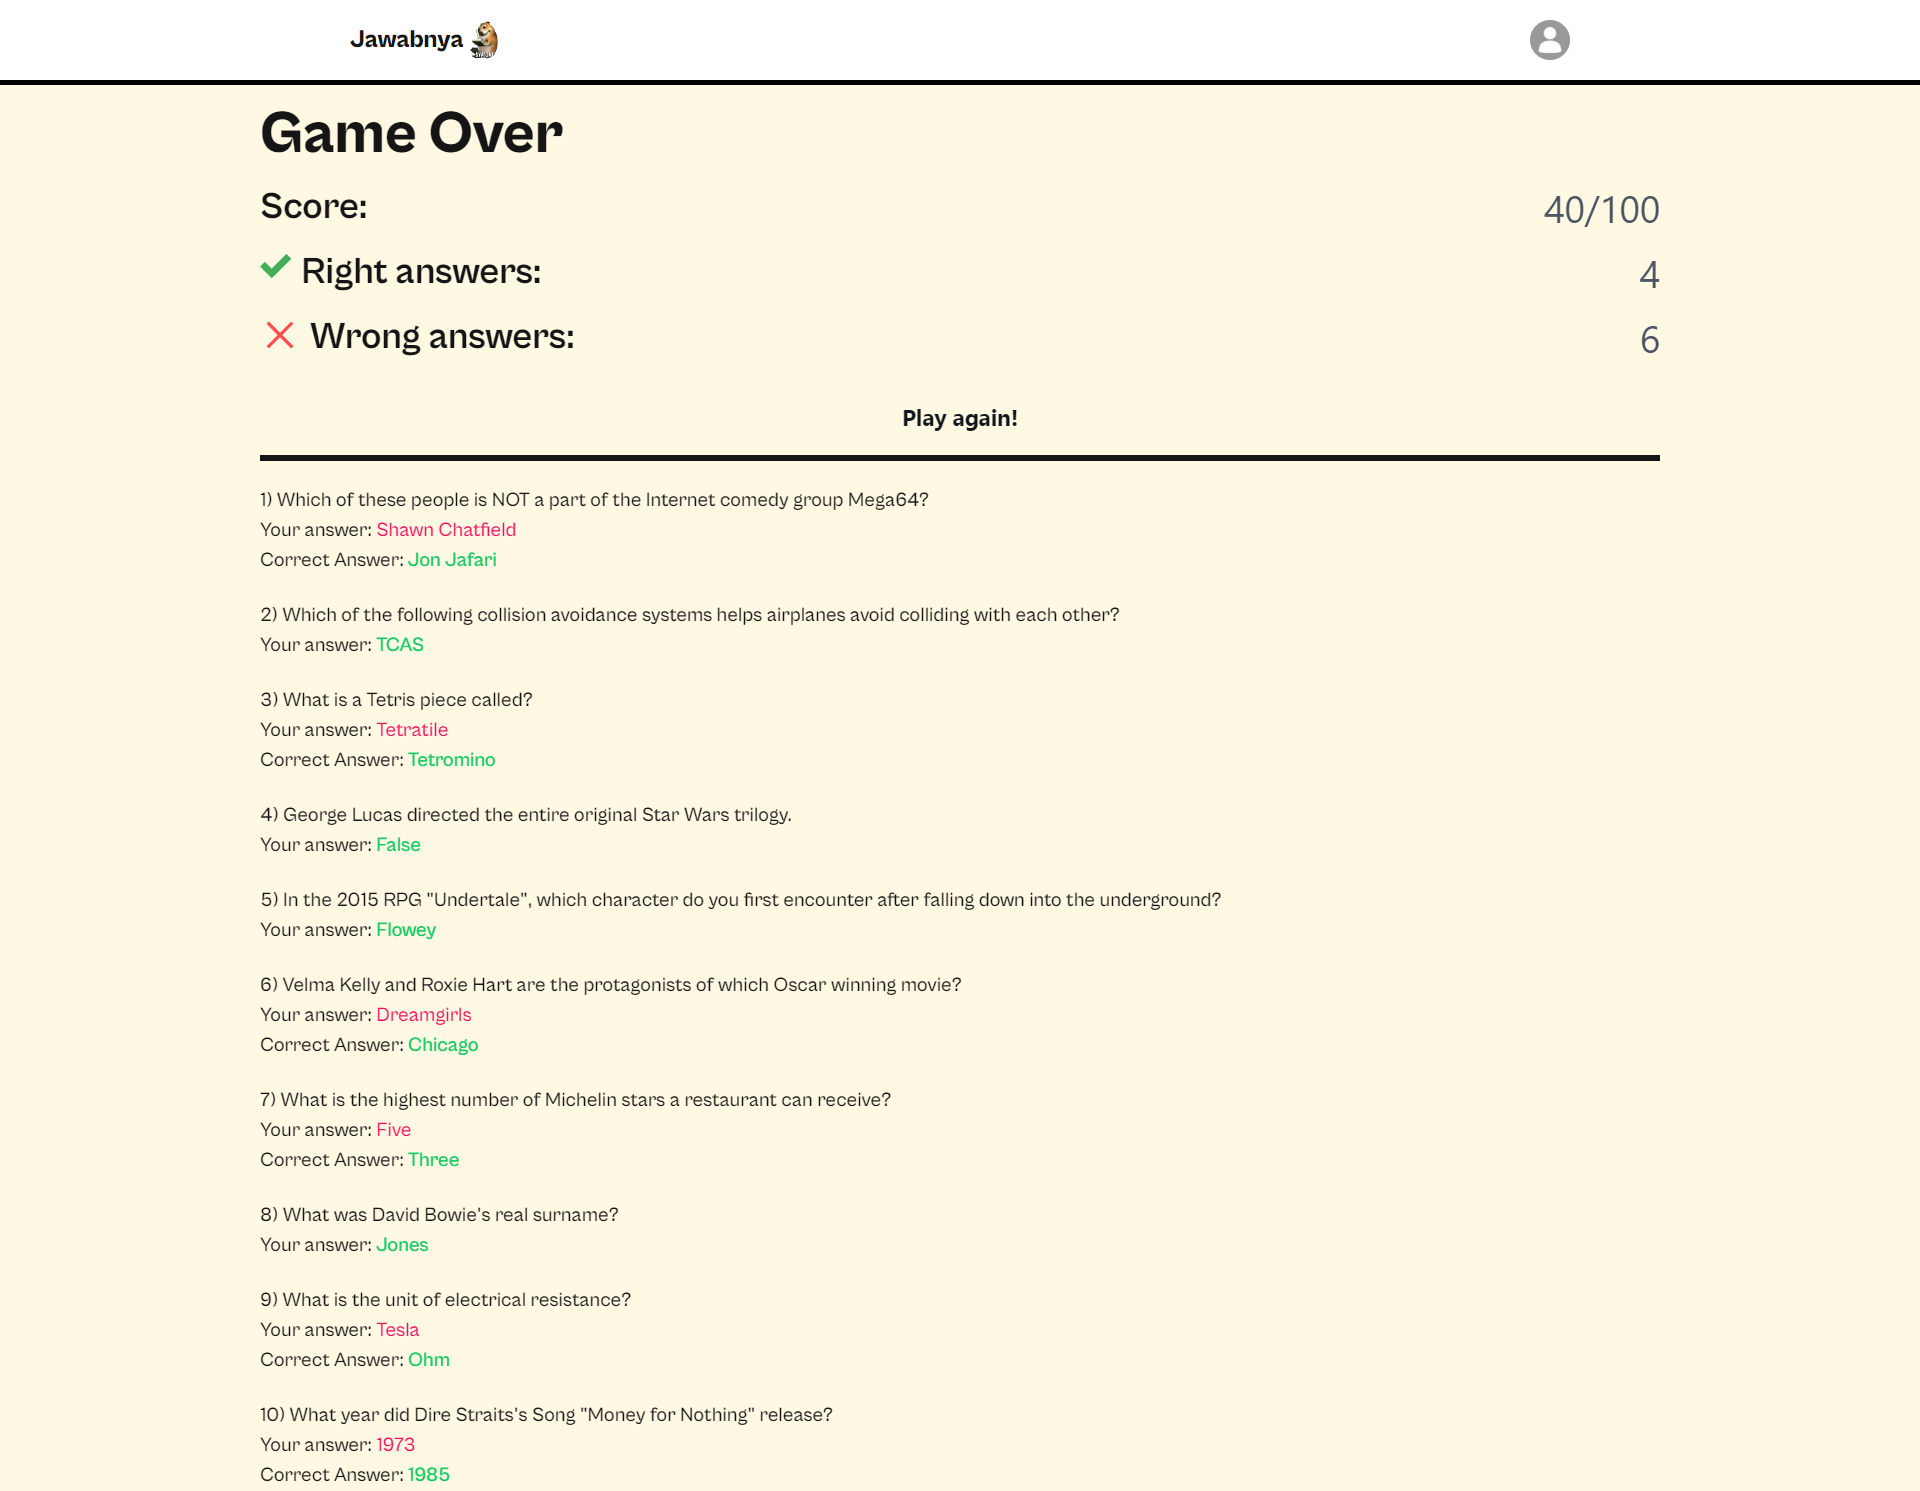 Jawabnya
Game Over
Score:
40/100
Right answers:
4
Wrong answers:
6
Play again!
1) Which of these people is NOT a part of the Internet comedy group Mega64?
Your answer: Shawn Chatfield
Correct Answer: Jon Jafari
2) Which of the following collision avoidance systems helps airplanes avoid colliding with each other?
Your answer: TCAS
3) What is a Tetris piece called?
Your answer: Tetratile
Correct Answer: Tetromino
4) George Lucas directed the entire original Star Wars trilogy.
Your answer: False
5) In the 2015 RPG "Undertale", which character do you first encounter after falling down into the underground?
Your answer: Flowey
6) Velma Kelly and Roxie Hart are the protagonists of which Oscar winning movie?
Your answer: Dreamgirls
Correct Answer: Chicago
7) What is the highest number of Michelin stars a restaurant can receive?
Your answer: Five
Correct Answer: Three
8) What was David Bowie's real surname?
Your answer: Jones
9) What is the unit of electrical resistance?
Your answer: Tesla
Correct Answer: Ohm
10) What year did Dire Straits's Song "Money for Nothing" release?
Your answer: 1973
Correct Answer: 1985